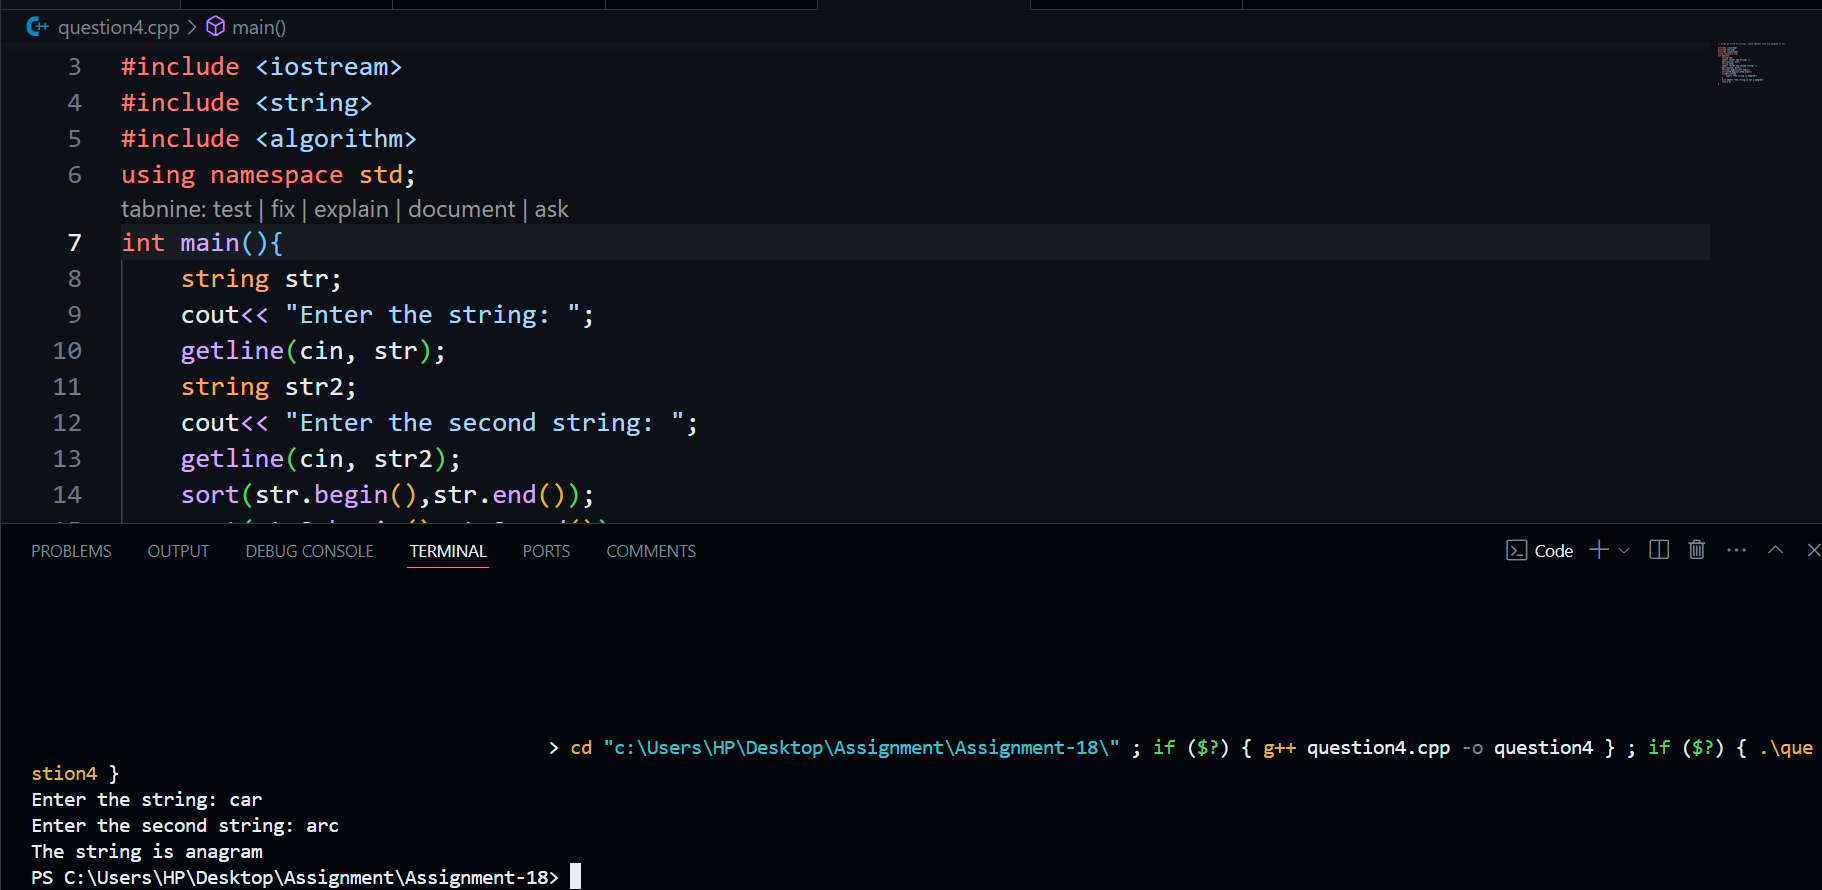 question4.cpp > main()
3 #include <iostream>
4 #include <string>
5 #include <algorithm>
6 using namespace std;
tabnine: test | fix | explain | document | ask
7 int main(){
8 string str;
9 cout<< "Enter the string: ";
10 getline(cin, str);
11 string str2;
12 cout<< "Enter the second string: ";
13 getline(cin, str2);
14 sort(str.begin(),str.end());
PROBLEMS OUTPUT DEBUG CONSOLE TERMINAL PORTS COMMENTS Code
> cd "c:\Users\HP\Desktop\Assignment\Assignment-18\" ; if ($?) { g++ question4.cpp -o question4 } ; if ($?) { .\que
stion4 }
Enter the string: car
Enter the second string: arc
The string is anagram
PS C:\Users\HP\Desktop\Assignment\Assignment-18>